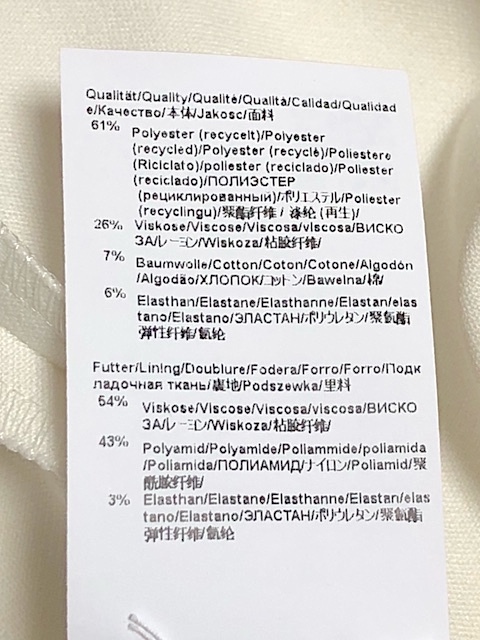 Qualität/Quality/Qualité/Qualità/Calidad/Qualidad
e/Качество/本体/Jakosc/面料
61% Polyester (recycelt)/Polyester
(recycled)/Polyester (recyclé)/Poliestere
(Riciclato)/poliester (reciclado)/Poliester
(reciclado)/ПОЛИЭСТЕР
(рециклированный)/ポリエステル/Poliester
(recyclingu)/聚酯纤维 / 涤纶 (再生)/
26% Viskose/Viscose/Viscosa/viscosa/ВИСКО
ЗА/レーヨン/Wiskoza/粘胶纤维/
7% Baumwolle/Cotton/Coton/Cotone/Algodón
/Algodão/ХЛОПОК/コットン/Bawelna/棉/
6% Elasthan/Elastane/Elasthanne/Elastan/elas
tano/Elastano/ЭЛАСТАН/ポリウレタン/聚氨酯
弹性纤维/氨纶
Futter/Lining/Doublure/Fodera/Forro/Forro/Подк
ладочная ткань/裏地/Podszewka/里料
54% Viskose/Viscose/Viscosa/viscosa/ВИСКО
ЗА/レーヨン/Wiskoza/粘胶纤维/
43% Polyamid/Polyamide/Poliammide/poliamida
/Poliamida/ПОЛИАМИД/ナイロン/Poliamid/聚
酰胺纤维/
3% Elasthan/Elastane/Elasthanne/Elastan/elas
tano/Elastano/ЭЛАСТАН/ポリウレタン/聚氨酯
弹性纤维/氨纶